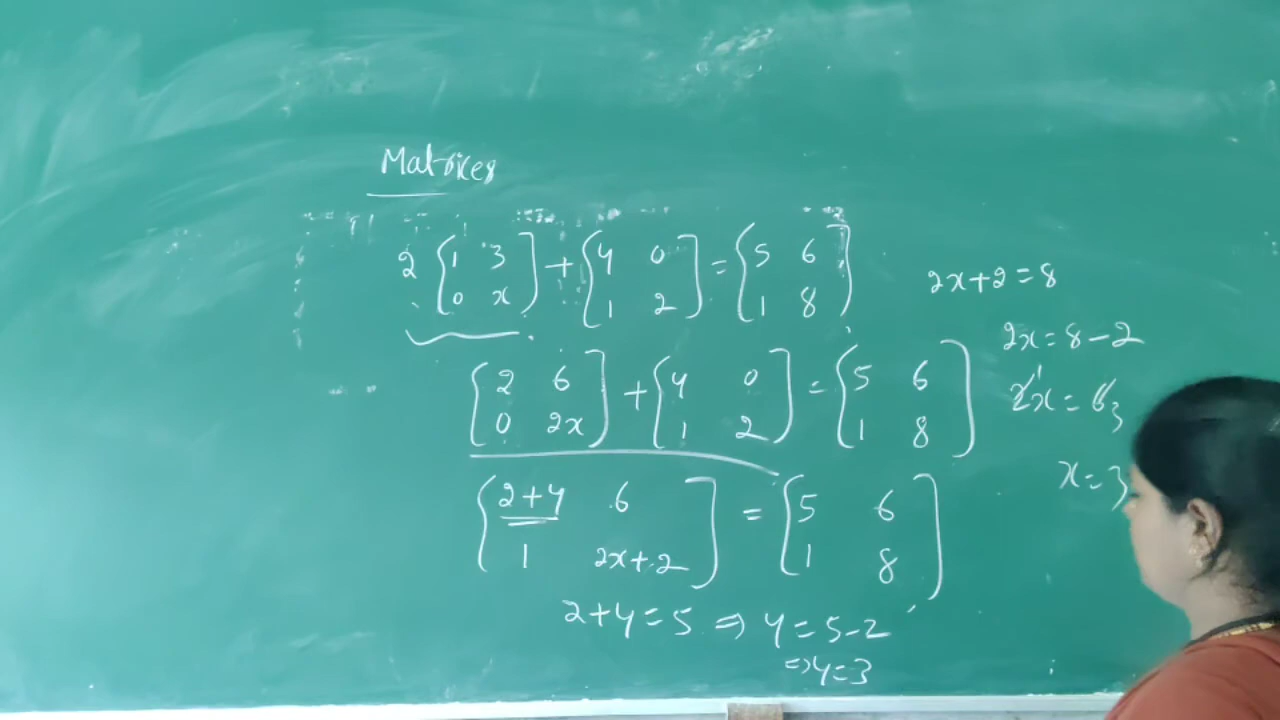 Matrices
2 [1 3 0 x] + [y 0 1 2] = [5 6 1 8]
[2 6 0 2x] + [y 0 1 2] = [5 6 1 8]
[2+y 6 1 2x+2] = [5 6 1 8]
2+y=5 ⇒ y=5-2
⇒y=3
2x+2=8
2x=8-2
2x=6
x=3